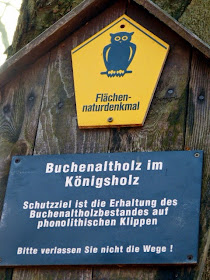 Flächen-
naturdenkmal
Buchenaltholz im
Königsholz
Schutzziel ist die Erhaltung des
Buchenaltholzbestandes auf
phonolithischen Klippen
Bitte verlassen Sie nicht die Wege !